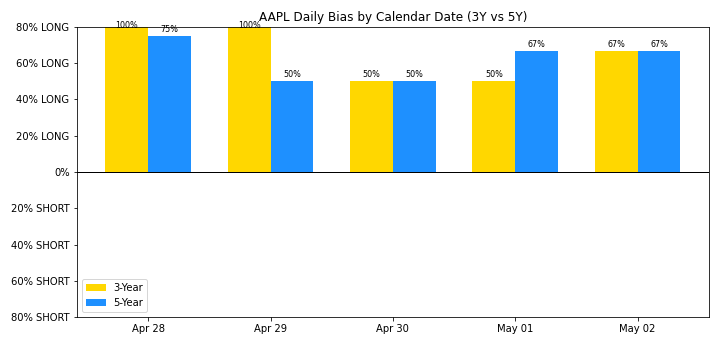 AAPL Daily Bias by Calendar Date (3Y vs 5Y)
80% LONG
60% LONG
40% LONG
20% LONG
0%
20% SHORT
40% SHORT
60% SHORT
80% SHORT
100%
75%
100%
50%
50%
50%
50%
67%
67%
67%
3-Year
5-Year
Apr 28
Apr 29
Apr 30
May 01
May 02